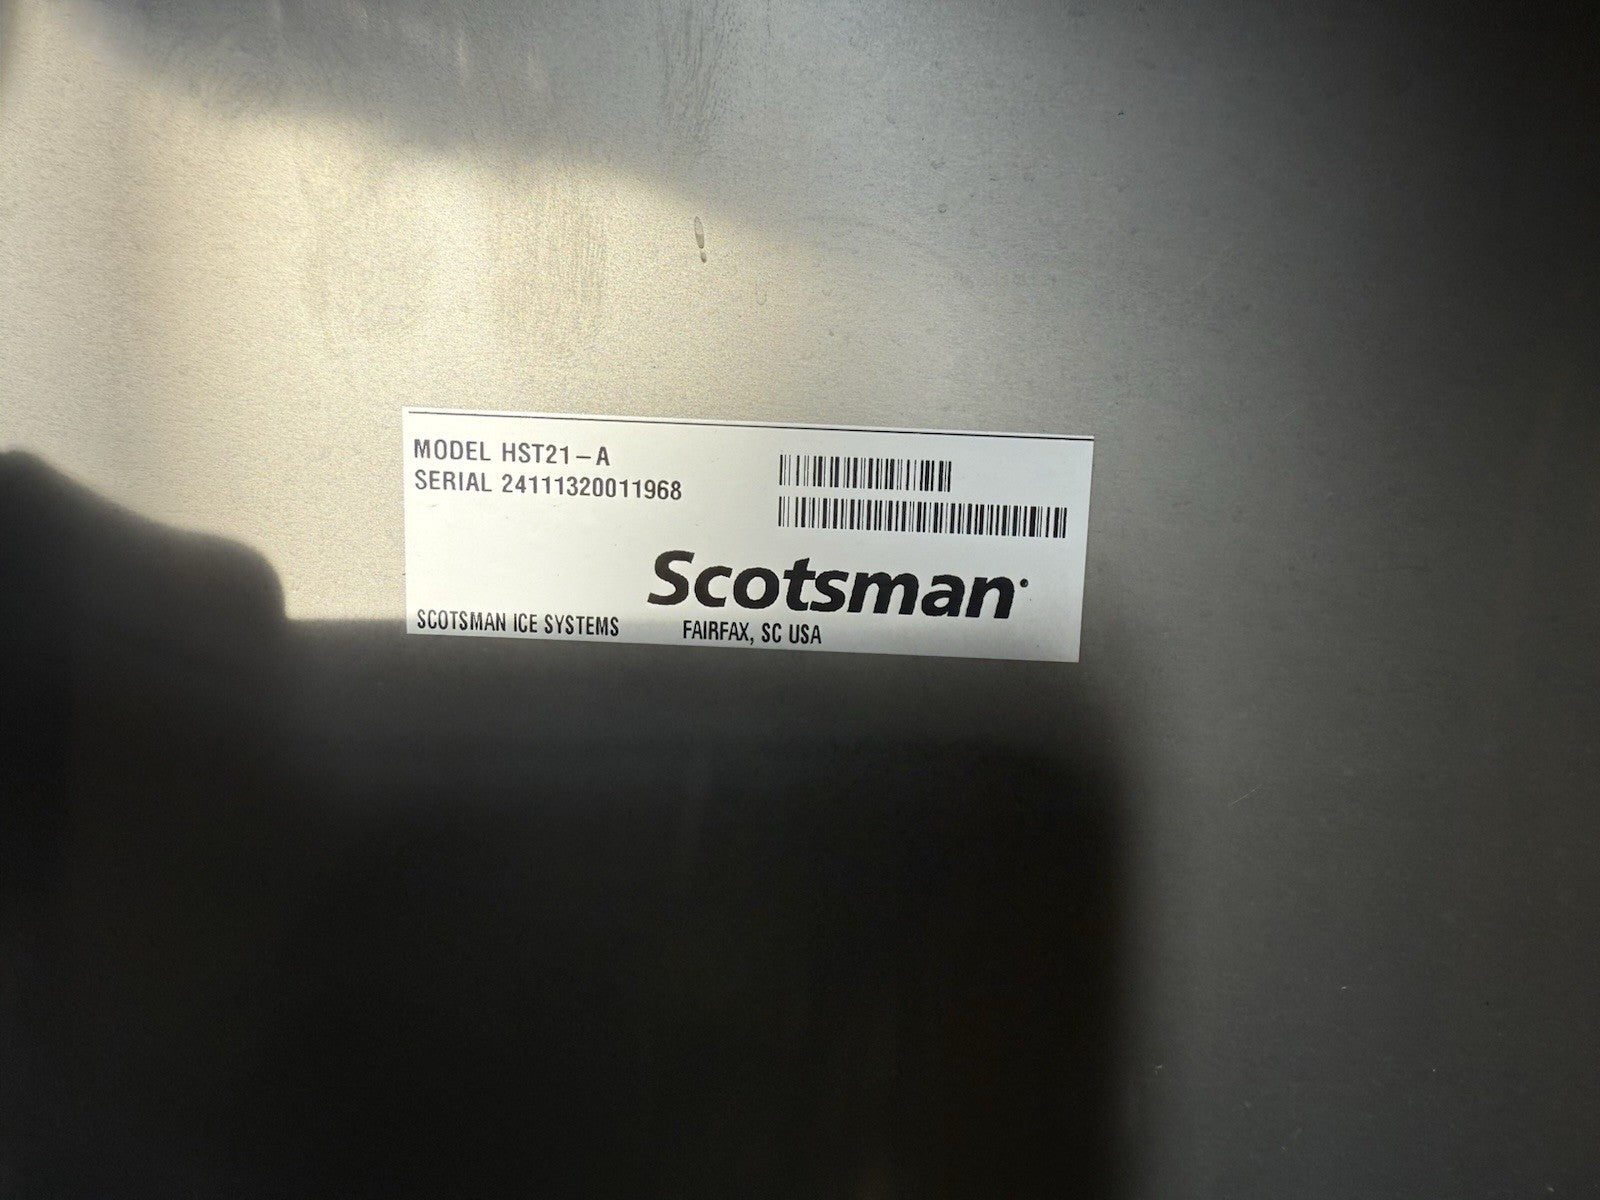 MODEL HST21-A
SERIAL 24111320011968
Scotsman
SCOTSMAN ICE SYSTEMS FAIRFAX, SC USA